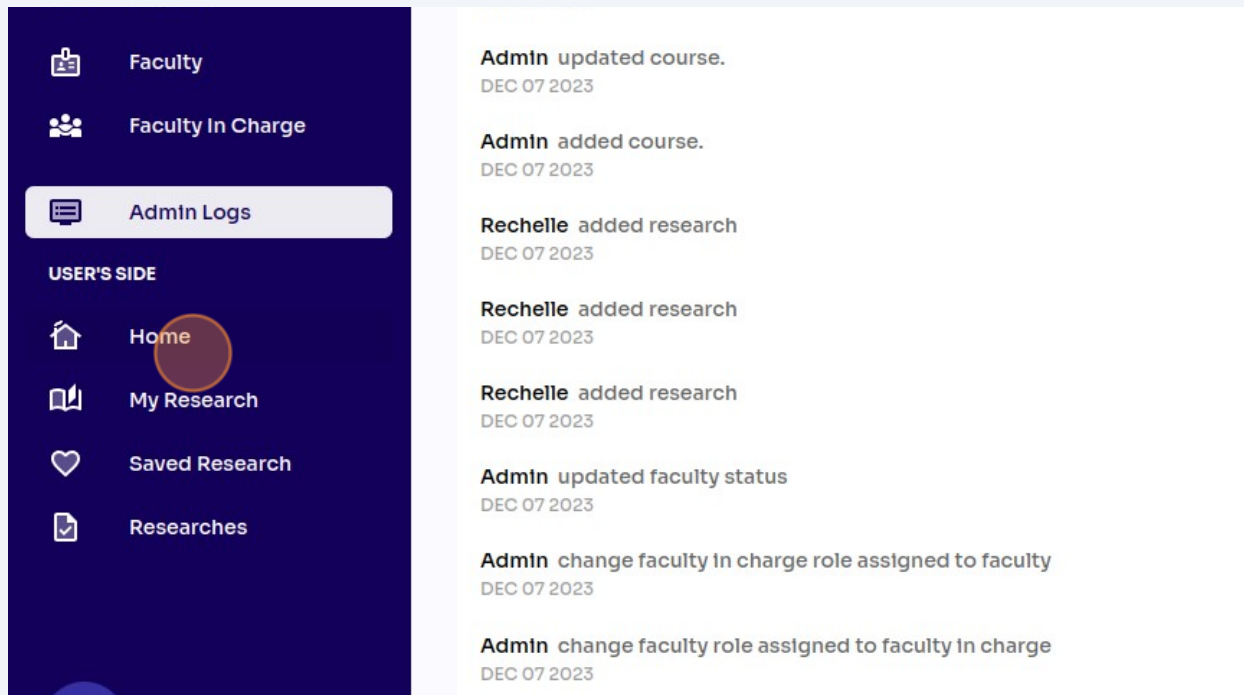 Faculty
Faculty In Charge
Admin Logs
USER'S SIDE
Home
My Research
Saved Research
Researches
Admin updated course.
DEC 07 2023
Admin added course.
DEC 07 2023
Rechelle added research
DEC 07 2023
Rechelle added research
DEC 07 2023
Rechelle added research
DEC 07 2023
Admin updated faculty status
DEC 07 2023
Admin change faculty in charge role assigned to faculty
DEC 07 2023
Admin change faculty role assigned to faculty in charge
DEC 07 2023